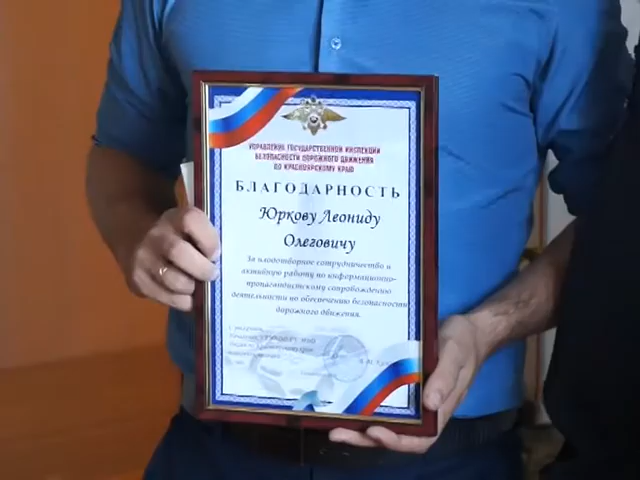 УПРАВЛЕНИЕ ГОСУДАРСТВЕННОЙ ИНСПЕКЦИИ
БЕЗОПАСНОСТИ ДОРОЖНОГО ДВИЖЕНИЯ
ПО КРАСНОЯРСКОМУ КРАЮ
БЛАГОДАРНОСТЬ
Юркову Леониду
Олеговичу
За плодотворное сотрудничество и
активную работу по информационно-
пропагандистскому сопровождению
деятельности по обеспечению безопасности
дорожного движения.